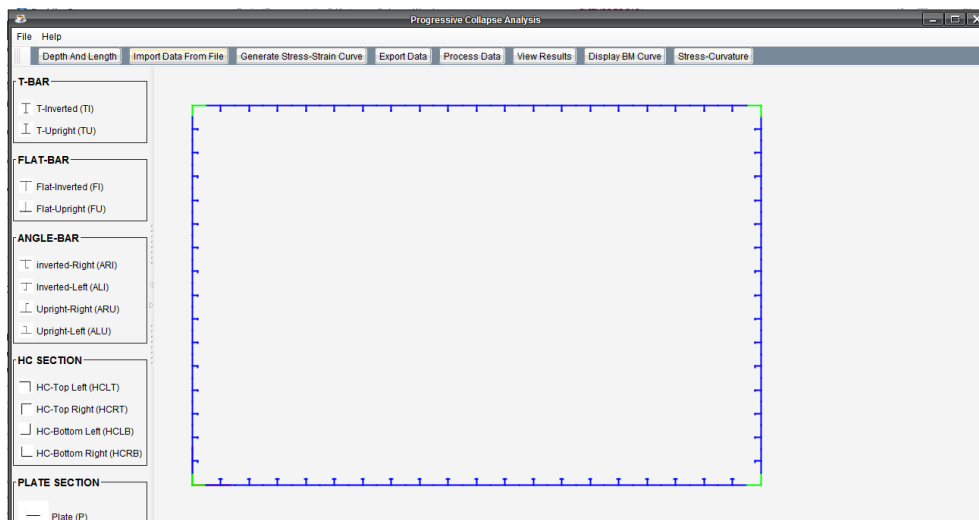 Progressive Collapse Analysis
File Help
Depth And Length Import Data From File Generate Stress-Strain Curve Export Data Process Data View Results Display BM Curve Stress-Curvature
T-BAR
T-Inverted (TI)
T-Upright (TU)
FLAT-BAR
Flat-Inverted (FI)
Flat-Upright (FU)
ANGLE-BAR
inverted-Right (ARI)
Inverted-Left (ALI)
Upright-Right (ARU)
Upright-Left (ALU)
HC SECTION
HC-Top Left (HCLT)
HC-Top Right (HCRT)
HC-Bottom Left (HCLB)
HC-Bottom Right (HCRB)
PLATE SECTION
Plate (P)